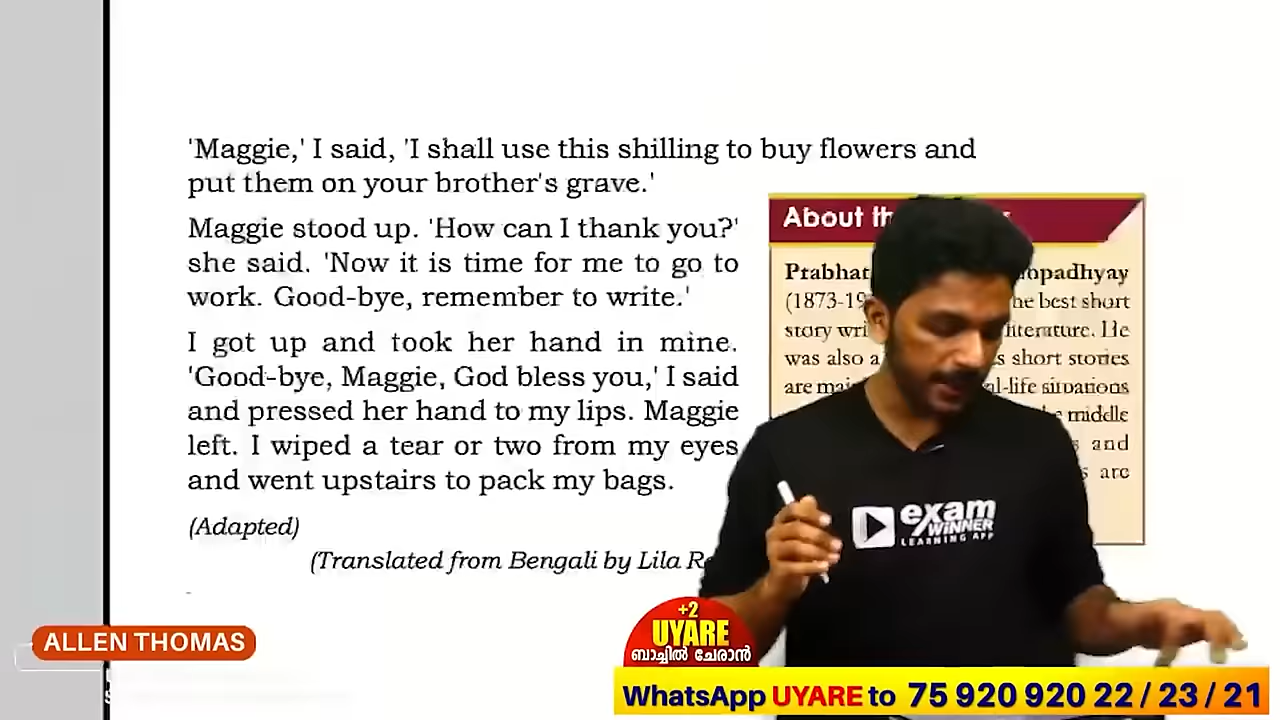 'Maggie,' I said, 'I shall use this shilling to buy flowers and
put them on your brother's grave.'
Maggie stood up. 'How can I thank you?'
she said. 'Now it is time for me to go to
work. Good-bye, remember to write.'
I got up and took her hand in mine.
'Good-bye, Maggie, God bless you,' I said
and pressed her hand to my lips. Maggie
left. I wiped a tear or two from my eyes
and went upstairs to pack my bags.
(Adapted)
(Translated from Bengali by Lila
About
Prabhat
(1873-19 he best short
story literature. He
was also a short stories
are situations
middle
and
are
exam
WINNER
LEARNING APP
ALLEN THOMAS
+2
UYARE
ബാച്ചിൽ ചേരാൻ
WhatsApp UYARE to 75 920 920 22 / 23 / 21